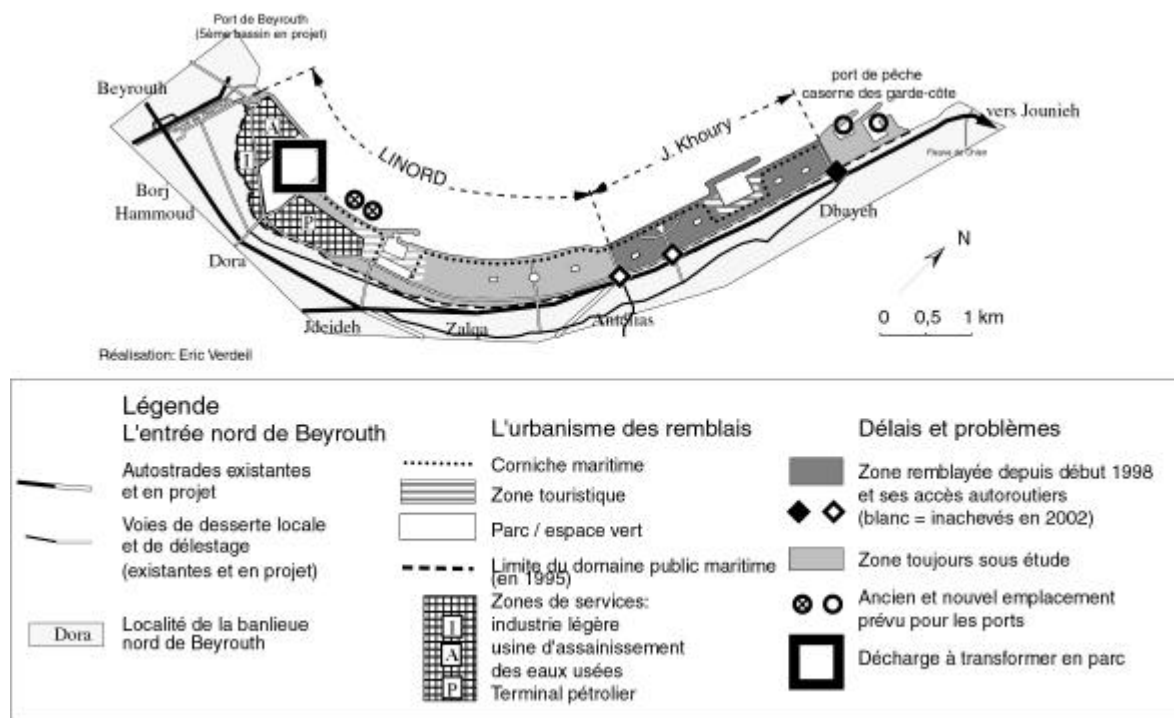 Port de Beyrouth
(5ème bassin en projet)
Beyrouth
port de pêche
caserne des garde-côte
vers Jounieh
J. Khoury
LINORD
A
I
P
Fleuve du Chien
Borj
Hammoud
Dbayeh
Dora
N
Jdeideh
Zalqa
Antélias
0 0,5 1 km
Réalisation: Eric Verdeil
Légende
L'entrée nord de Beyrouth
Autostrades existantes
et en projet
Voies de desserte locale
et de délestage
(existantes et en projet)
Dora
Localité de la banlieue
nord de Beyrouth
L'urbanisme des remblais
Corniche maritime
Zone touristique
Parc / espace vert
Limite du domaine public maritime
(en 1995)
Zones de services:
I
industrie légère
A
usine d'assainissement
des eaux usées
P
Terminal pétrolier
Délais et problèmes
Zone remblayée depuis début 1998
et ses accès autoroutiers
(blanc = inachevés en 2002)
Zone toujours sous étude
Ancien et nouvel emplacement
prévu pour les ports
Décharge à transformer en parc